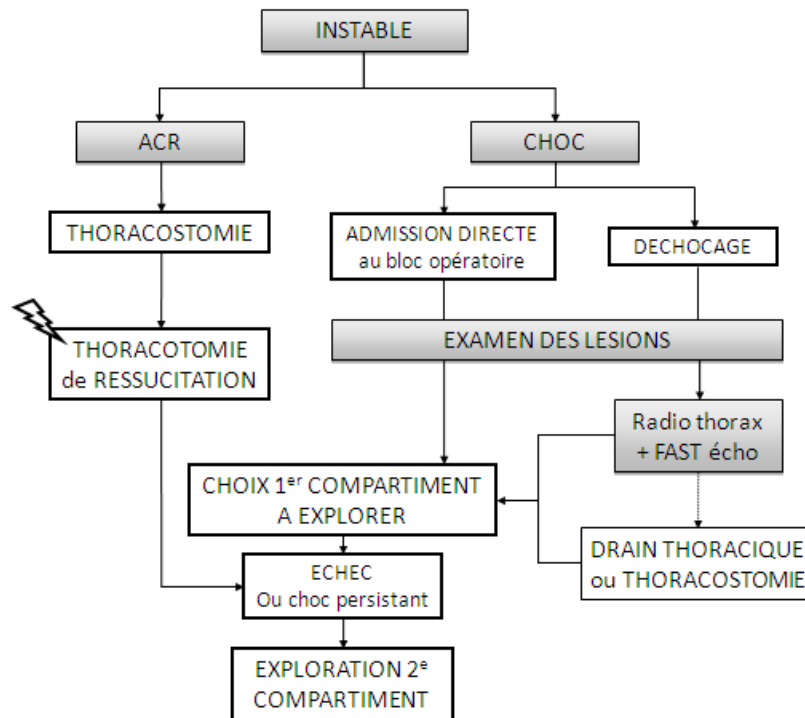 INSTABLE
ACR
CHOC
THORACOSTOMIE
ADMISSION DIRECTE
au bloc opératoire
DECHOCAGE
THORACOTOMIE
de RESSUCITATION
EXAMEN DES LESIONS
Radio thorax
+ FAST écho
CHOIX 1er COMPARTIMENT
A EXPLORER
DRAIN THORACIQUE
ou THORACOSTOMIE
ECHEC
Ou choc persistant
EXPLORATION 2e
COMPARTIMENT